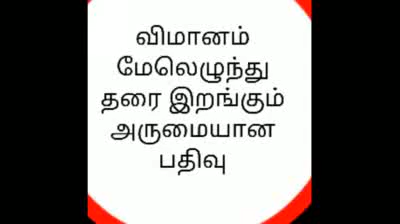 விமானம்
மேலெழுந்து
தரை இறங்கும்
அருமையான
பதிவு